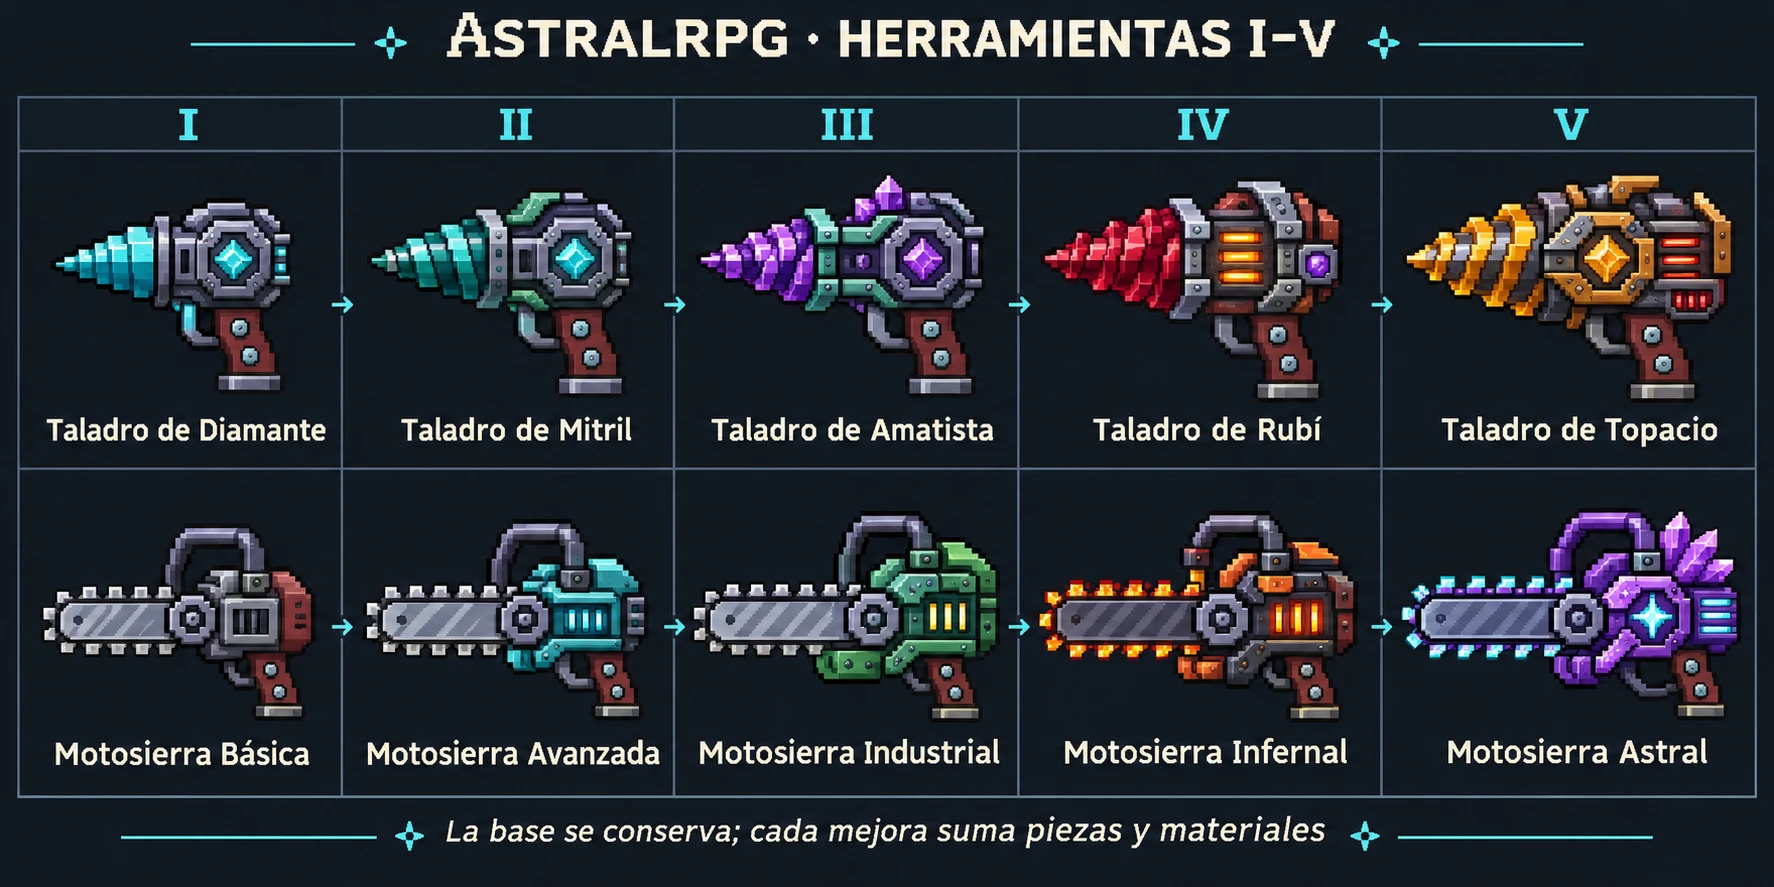 ASTRALRPG · HERRAMIENTAS I-V
I II III IV V
Taladro de Diamante Taladro de Mitril Taladro de Amatista Taladro de Rubí Taladro de Topacio
Motosierra Básica Motosierra Avanzada Motosierra Industrial Motosierra Infernal Motosierra Astral
La base se conserva; cada mejora suma piezas y materiales